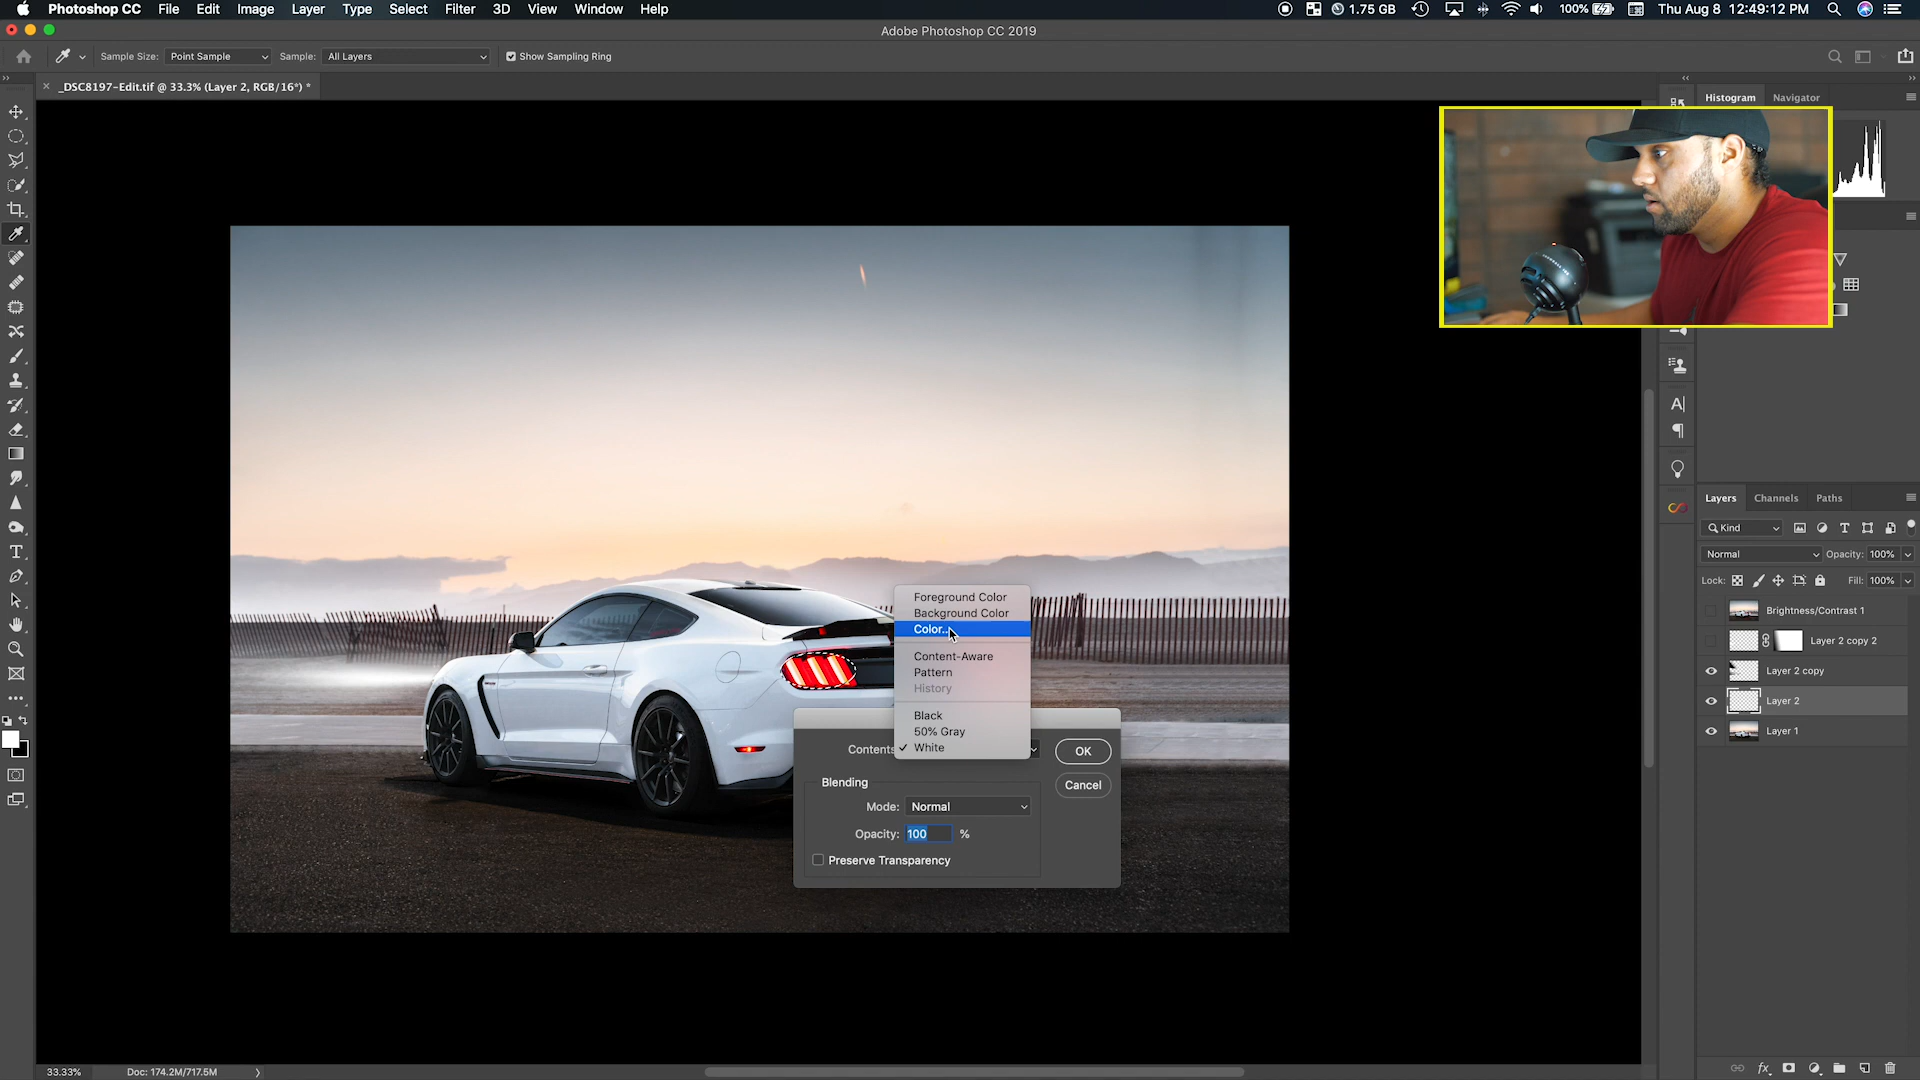 Photoshop CC File Edit Image Layer Type Select Filter 3D View Window Help 1.75 GB 100% Thu Aug 8 12:49:12 PM
Adobe Photoshop CC 2019
Sample Size: Point Sample Sample: All Layers Show Sampling Ring
_DSC8197-Edit.tif @ 33.3% (Layer 2, RGB/16*) *
Histogram Navigator
Layers Channels Paths
Kind
Normal Opacity: 100%
Lock: Fill: 100%
Brightness/Contrast 1
Layer 2 copy 2
Layer 2 copy
Layer 2
Layer 1
Foreground Color
Background Color
Color...
Content-Aware
Pattern
History
Black
50% Gray
White
Contents
OK
Blending
Cancel
Mode: Normal
Opacity: 100 %
Preserve Transparency
33.33% Doc: 174.2M/717.5M